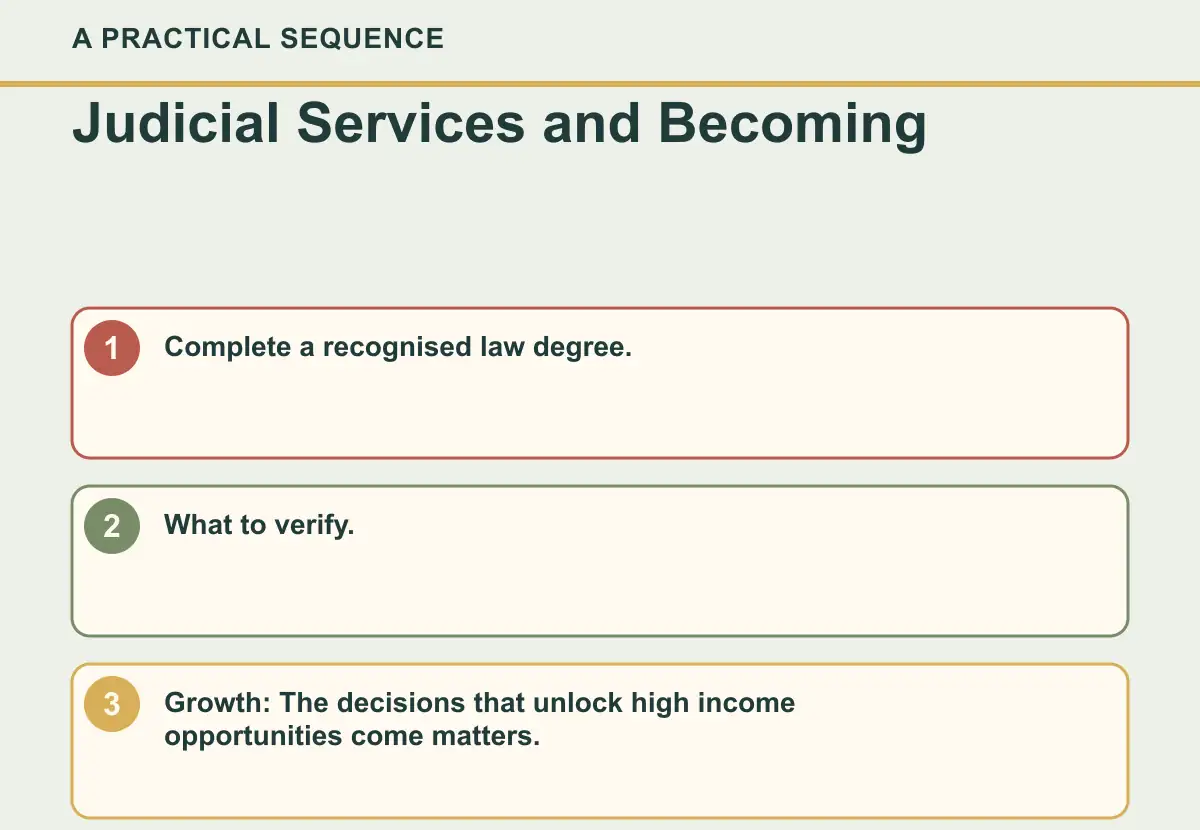 A PRACTICAL SEQUENCE
Judicial Services and Becoming
1
Complete a recognised law degree.
2
What to verify.
3
Growth: The decisions that unlock high income
opportunities come matters.